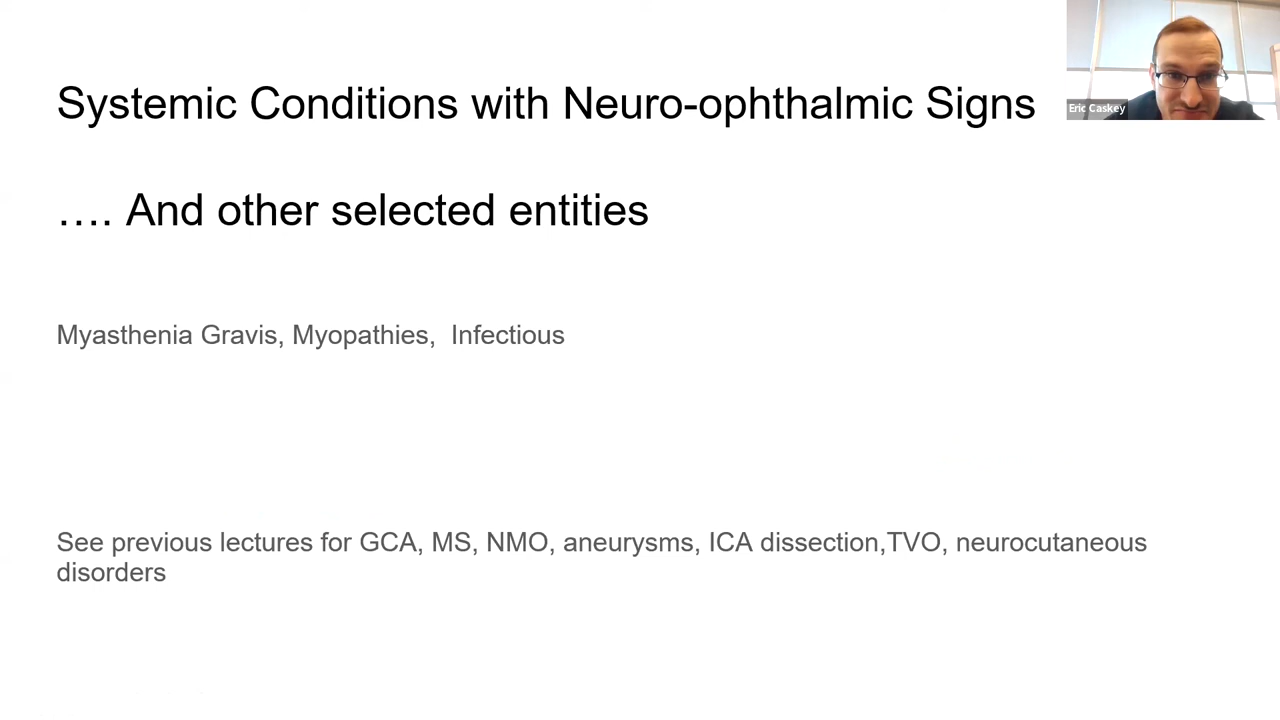 Systemic Conditions with Neuro-ophthalmic Signs
Eric Caskey
…. And other selected entities
Myasthenia Gravis, Myopathies,  Infectious
See previous lectures for GCA, MS, NMO, aneurysms, ICA dissection,TVO, neurocutaneous
disorders